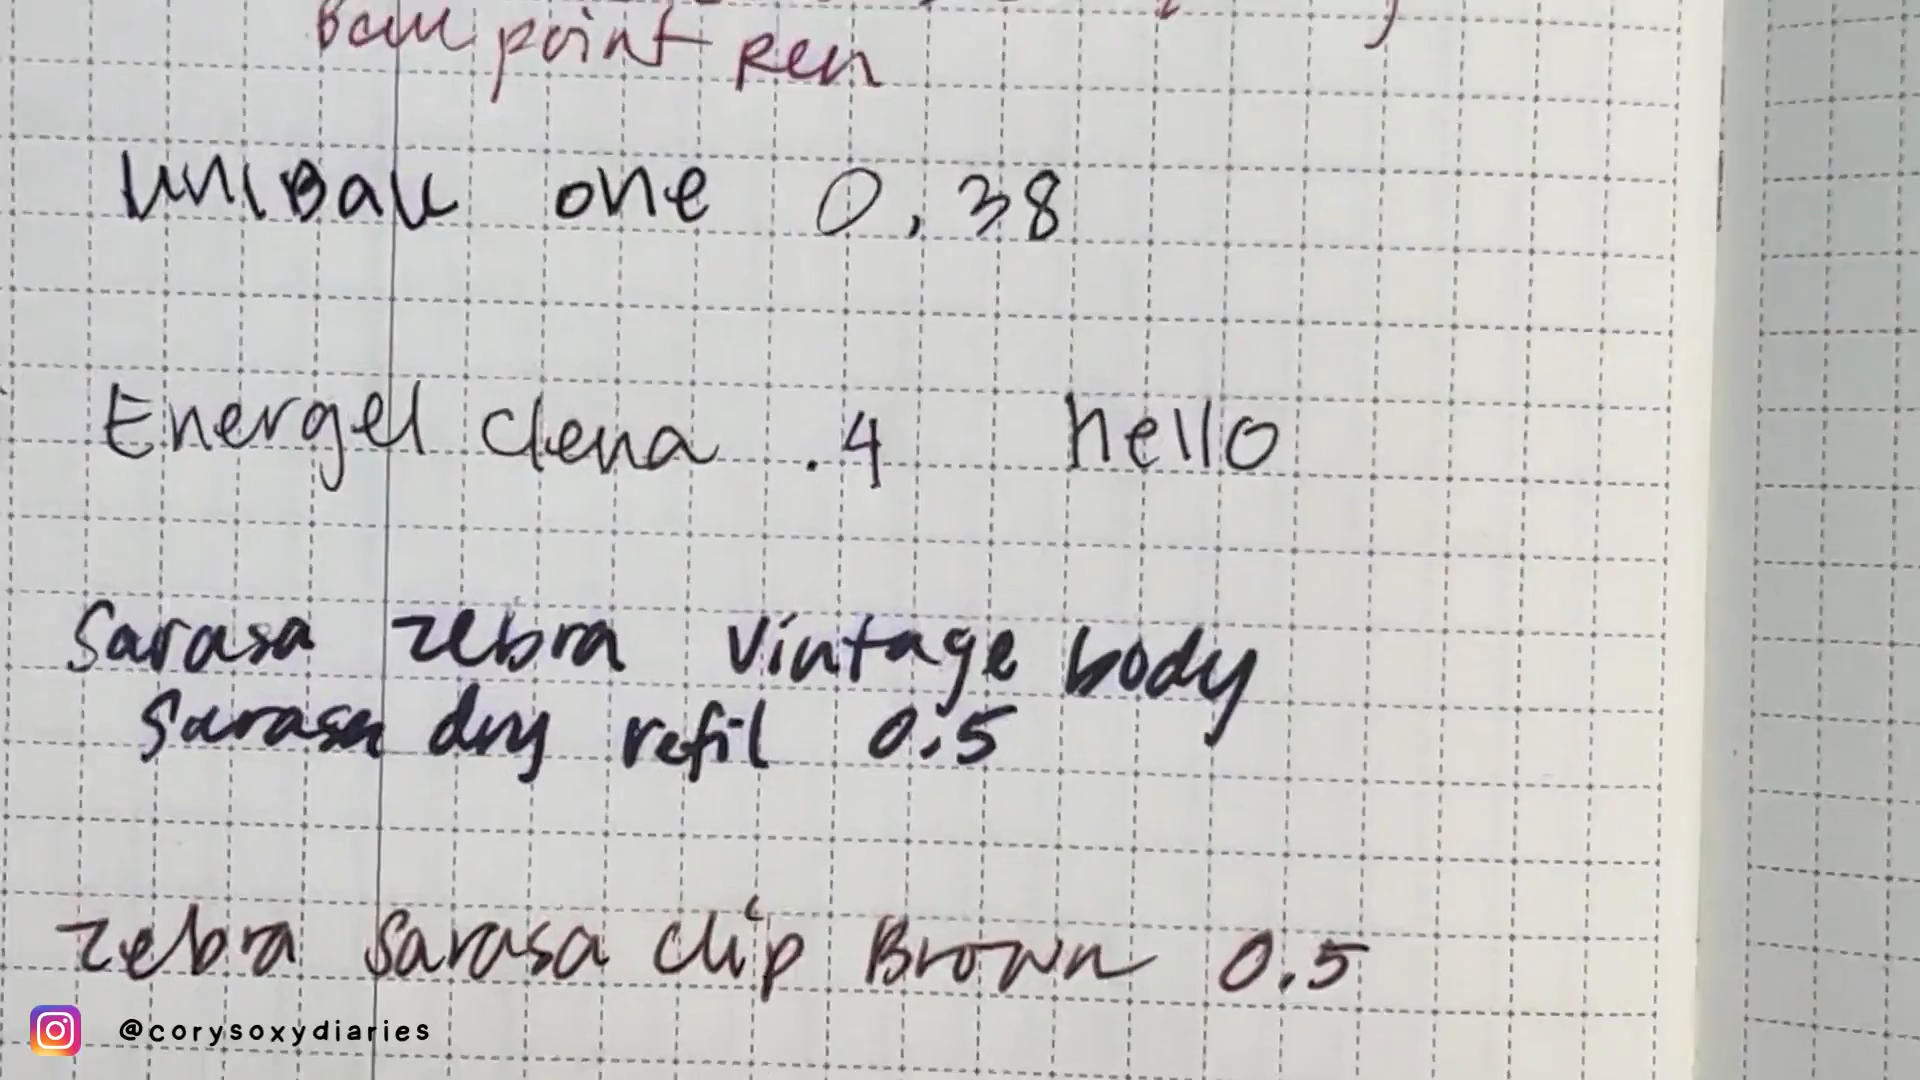 Ball point pen
uniBall one 0,38
Energel clena .4 hello
Sarasa zebra vintage body
Sarasa dry refil 0.5
zebra sarasa clip Brown 0.5
@corysoxydiaries